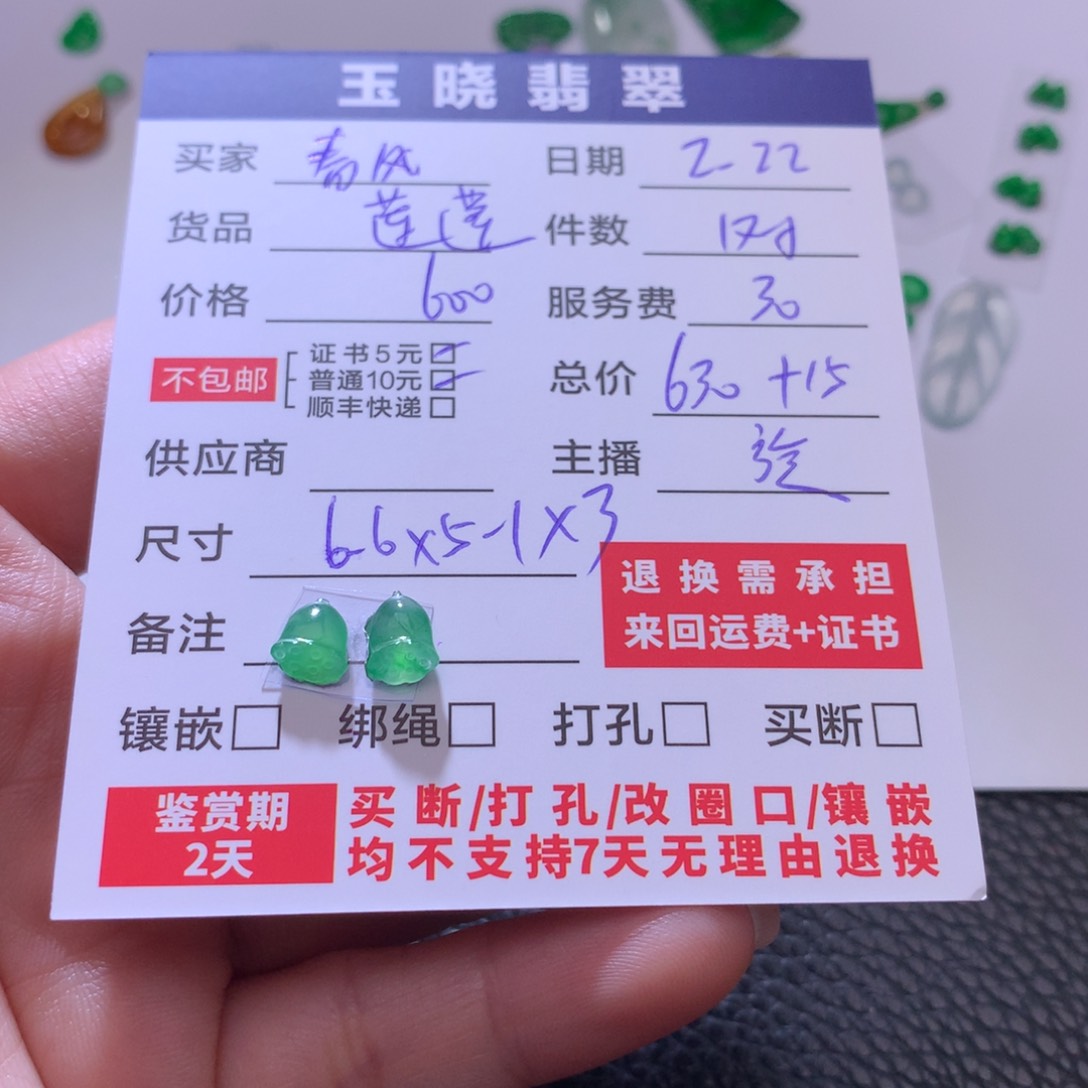 玉晓翡翠
买家 春风 日期 2-22
货品 莲蓬 件数 1对
价格 600 服务费 30
不包邮 证书5元
普通10元
顺丰快递
总价 630 +15
供应商 主播
尺寸 6.6x5-1x3
退换需承担
来回运费+证书
备注
镶嵌 绑绳 打孔 买断
鉴赏期
2天
买断/打孔/改圈口/镶嵌
均不支持7天无理由退换